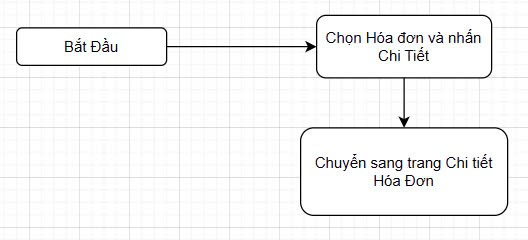 Bắt Đầu
Chọn Hóa đơn và nhấn
Chi Tiết
Chuyển sang trang Chi tiết
Hóa Đơn